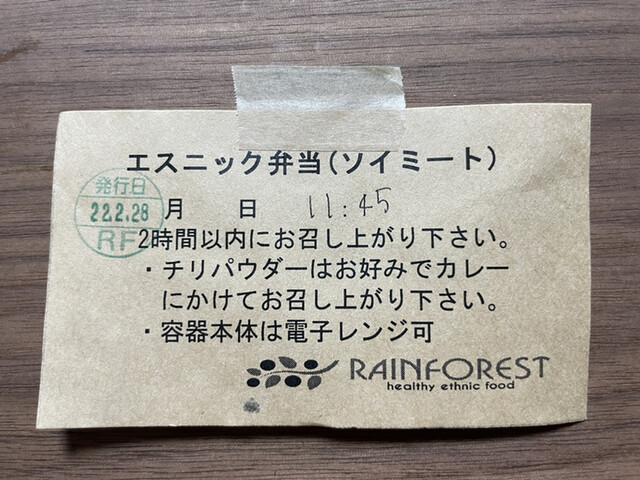 エスニック弁当(ソイミート)
発行日
22.2.28
RF
月 日 11:45
2時間以内にお召し上がり下さい。
・チリパウダーはお好みでカレー
にかけてお召し上がり下さい。
・容器本体は電子レンジ可
RAINFOREST
healthy ethnic food